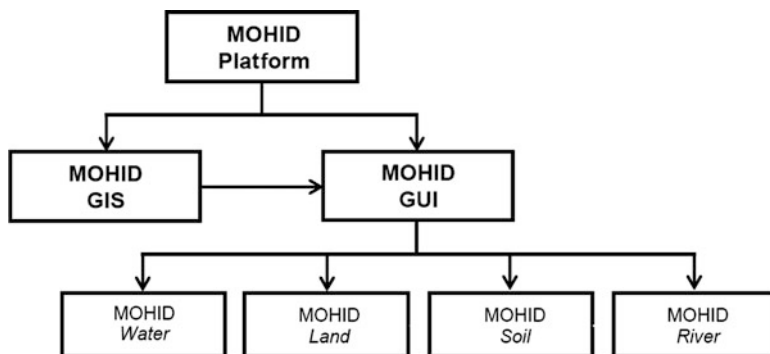 MOHID
Platform
MOHID
GIS
MOHID
GUI
MOHID
Water
MOHID
Land
MOHID
Soil
MOHID
River